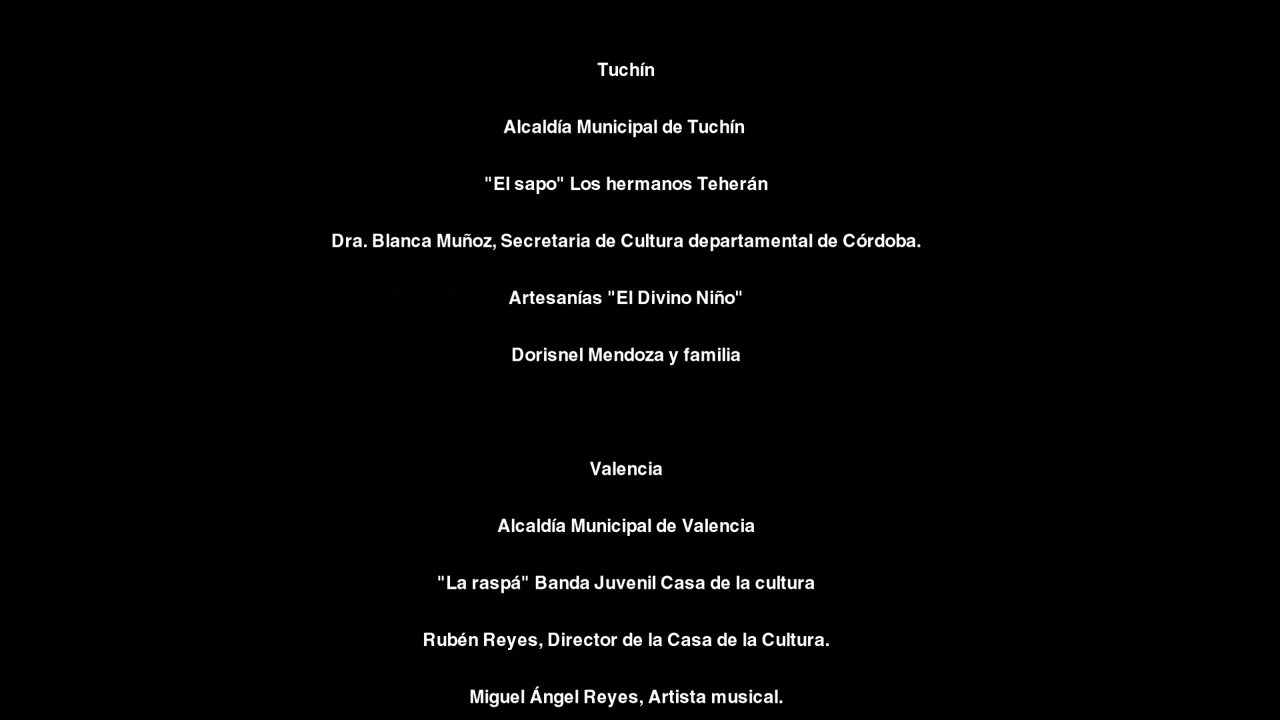 Tuchín
Alcaldía Municipal de Tuchín
"El sapo" Los hermanos Teherán
Dra. Blanca Muñoz, Secretaria de Cultura departamental de Córdoba.
Artesanías "El Divino Niño"
Dorisnel Mendoza y familia
Valencia
Alcaldía Municipal de Valencia
"La raspá" Banda Juvenil Casa de la cultura
Rubén Reyes, Director de la Casa de la Cultura.
Miguel Ángel Reyes, Artista musical.